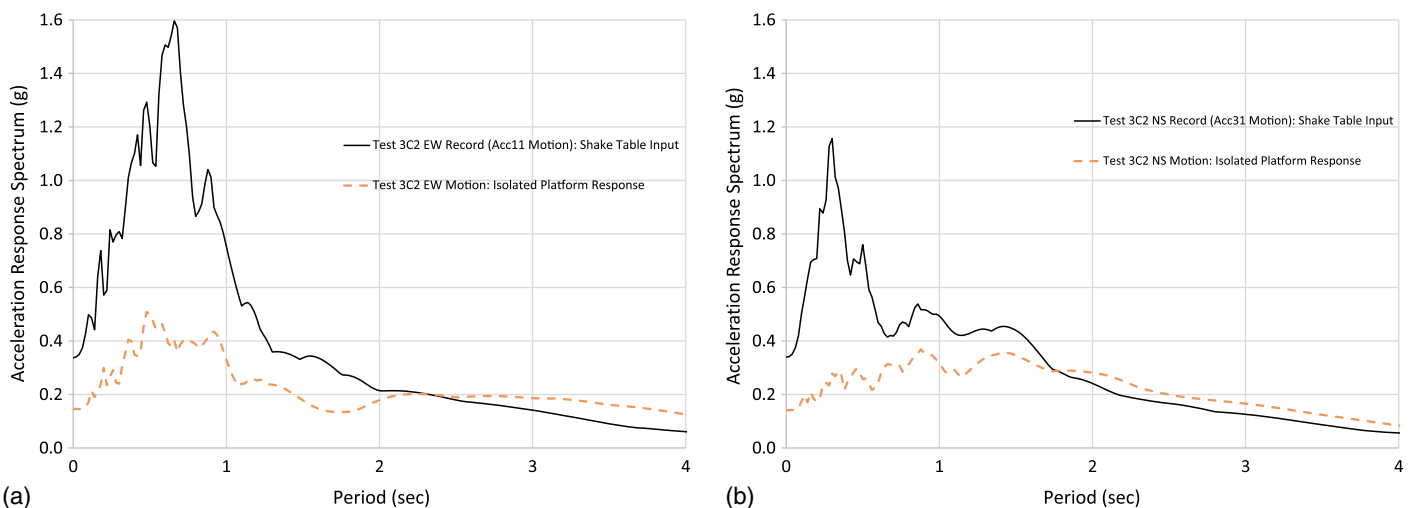 1.6
1.4
1.2
1.0
0.8
0.6
0.4
0.2
0.0
Acceleration Response Spectrum (g)
Test 3C2 EW Record (Acc11 Motion): Shake Table Input
Test 3C2 EW Motion: Isolated Platform Response
0 1 2 3 4
Period (sec)
(a)
1.6
1.4
1.2
1.0
0.8
0.6
0.4
0.2
0.0
Acceleration Response Spectrum (g)
Test 3C2 NS Record (Acc31 Motion): Shake Table Input
Test 3C2 NS Motion: Isolated Platform Response
0 1 2 3 4
Period (sec)
(b)